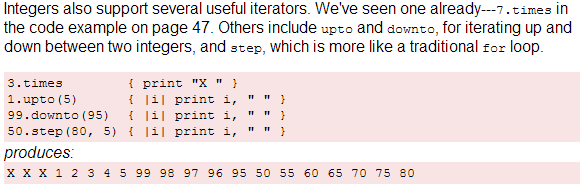 Integers also support several useful iterators. We've seen one already---7.times in
the code example on page 47. Others include upto and downto, for iterating up and
down between two integers, and step, which is more like a traditional for loop.
3.times { print "X " }
1.upto(5) { |i| print i, " " }
99.downto(95) { |i| print i, " " }
50.step(80, 5) { |i| print i, " " }
produces:
X X X 1 2 3 4 5 99 98 97 96 95 50 55 60 65 70 75 80